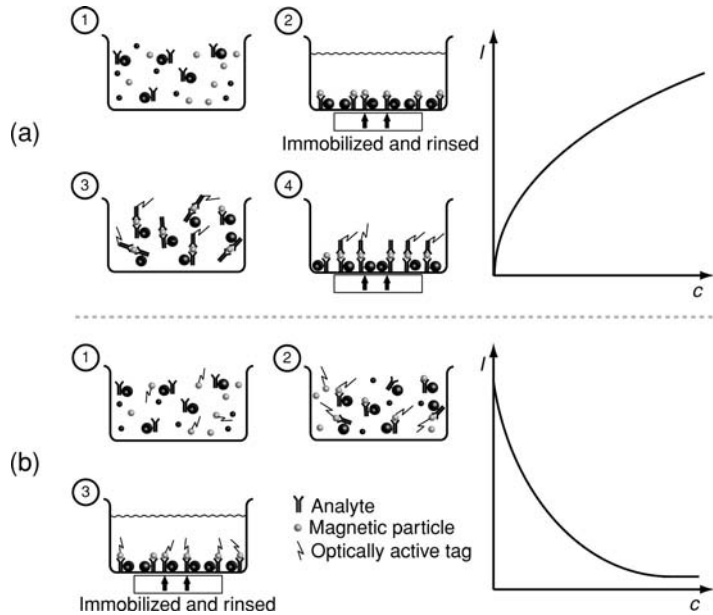 (a)
1
2
Immobilized and rinsed
3
4
I
c
(b)
1
2
3
Immobilized and rinsed
Analyte
Magnetic particle
Optically active tag
I
c